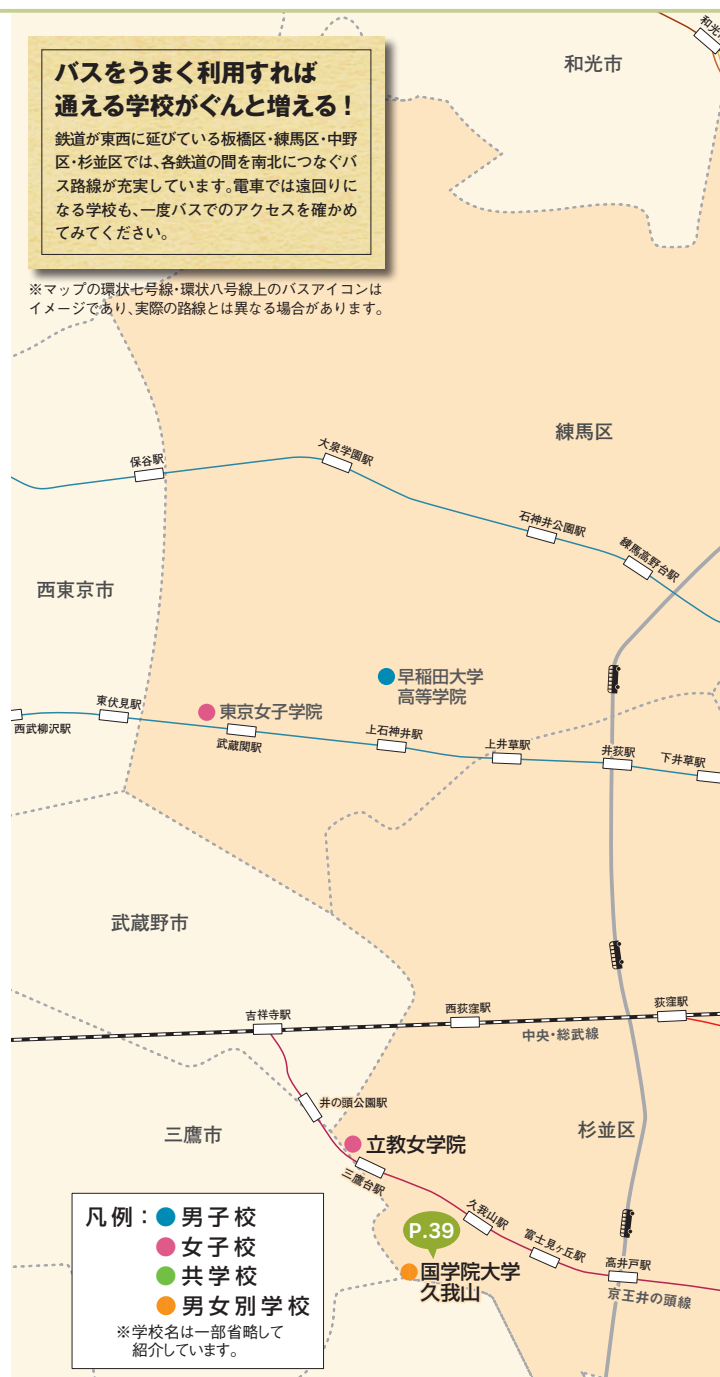 バスをうまく利用すれば
通える学校がぐんと増える！
鉄道が東西に延びている板橋区・練馬区・中野
区・杉並区では、各鉄道の間を南北につなぐバ
ス路線が充実しています。電車では遠回りに
なる学校も、一度バスでのアクセスを確かめ
てみてください。
※マップの環状七号線・環状八号線上のバスアイコンは
イメージであり、実際の路線とは異なる場合があります。
和光市
和光市
練馬区
保谷駅
大泉学園駅
石神井公園駅
練馬高野台駅
西東京市
早稲田大学
高等学院
東伏見駅
東京女子学院
西武柳沢駅
武蔵関駅
上石神井駅
上井草駅
井荻駅
下井草駅
武蔵野市
吉祥寺駅
西荻窪駅
荻窪駅
中央・総武線
井の頭公園駅
三鷹市
杉並区
立教女学院
三鷹台駅
久我山駅
富士見ヶ丘駅
高井戸駅
京王井の頭線
P.39
国学院大学
久我山
凡例：男子校
女子校
共学校
男女別学校
※学校名は一部省略して
紹介しています。